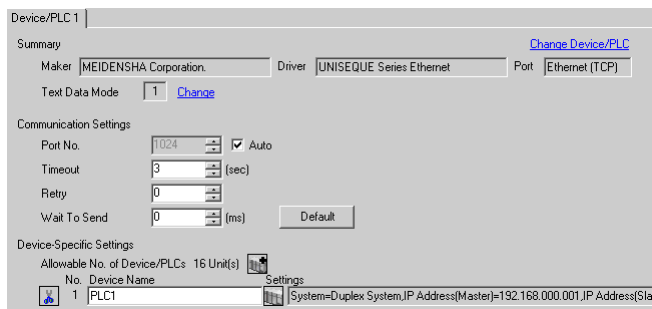 Device/PLC 1
Summary Change Device/PLC
Maker MEIDENSHA Corporation. Driver UNISEQUE Series Ethernet Port Ethernet (TCP)
Text Data Mode 1 Change
Communication Settings
Port No. 1024 Auto
Timeout 3 (sec)
Retry 0
Wait To Send 0 (ms) Default
Device-Specific Settings
Allowable No. of Device/PLCs 16 Unit(s)
No. Device Name Settings
1 PLC1 System=Duplex System,IP Address(Master)=192.168.000.001,IP Address(Sla